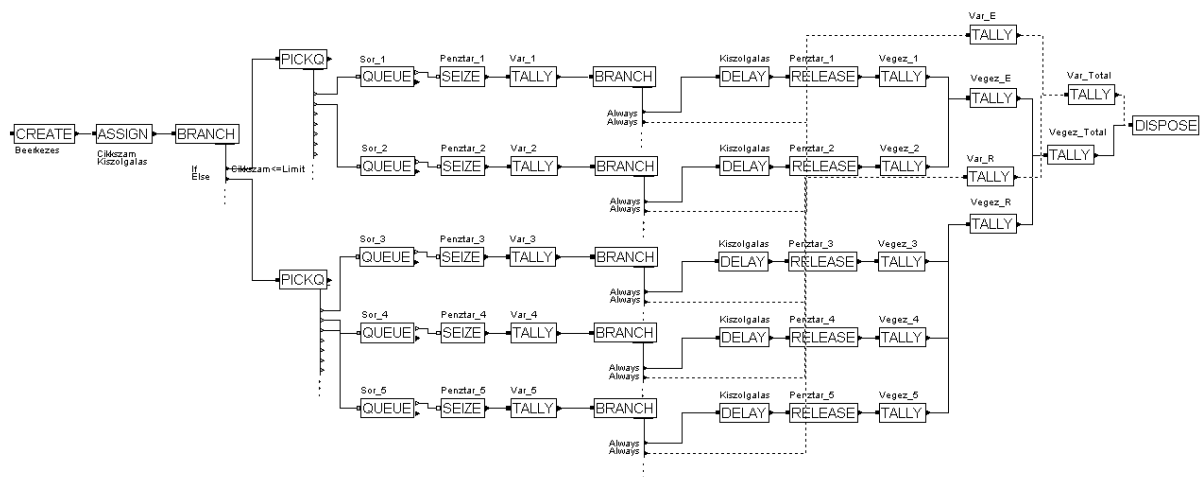 Var_E
TALLY
PICKQ
Sor_1 Penztar_1 Var_1 Kiszolgalas Penztar_1 Vegez_1
QUEUE SEIZE TALLY BRANCH DELAY RELEASE TALLY
Vegez_E
TALLY
Var_Total
TALLY
Always
Always
CREATE ASSIGN BRANCH
Beerkezes
Cikkszam
Kiszolgalas
DISPOSE
Vegez_Total
TALLY
Sor_2 Penztar_2 Var_2 Kiszolgalas Penztar_2 Vegez_2
QUEUE SEIZE TALLY BRANCH DELAY RELEASE TALLY
Var_R
TALLY
If Cikkszam<=Limit
Else
Always
Always
Vegez_R
TALLY
Sor_3 Penztar_3 Var_3 Kiszolgalas Penztar_3 Vegez_3
QUEUE SEIZE TALLY BRANCH DELAY RELEASE TALLY
PICKQ
Always
Always
Sor_4 Penztar_4 Var_4 Kiszolgalas Penztar_4 Vegez_4
QUEUE SEIZE TALLY BRANCH DELAY RELEASE TALLY
Always
Always
Sor_5 Penztar_5 Var_5 Kiszolgalas Penztar_5 Vegez_5
QUEUE SEIZE TALLY BRANCH DELAY RELEASE TALLY
Always
Always